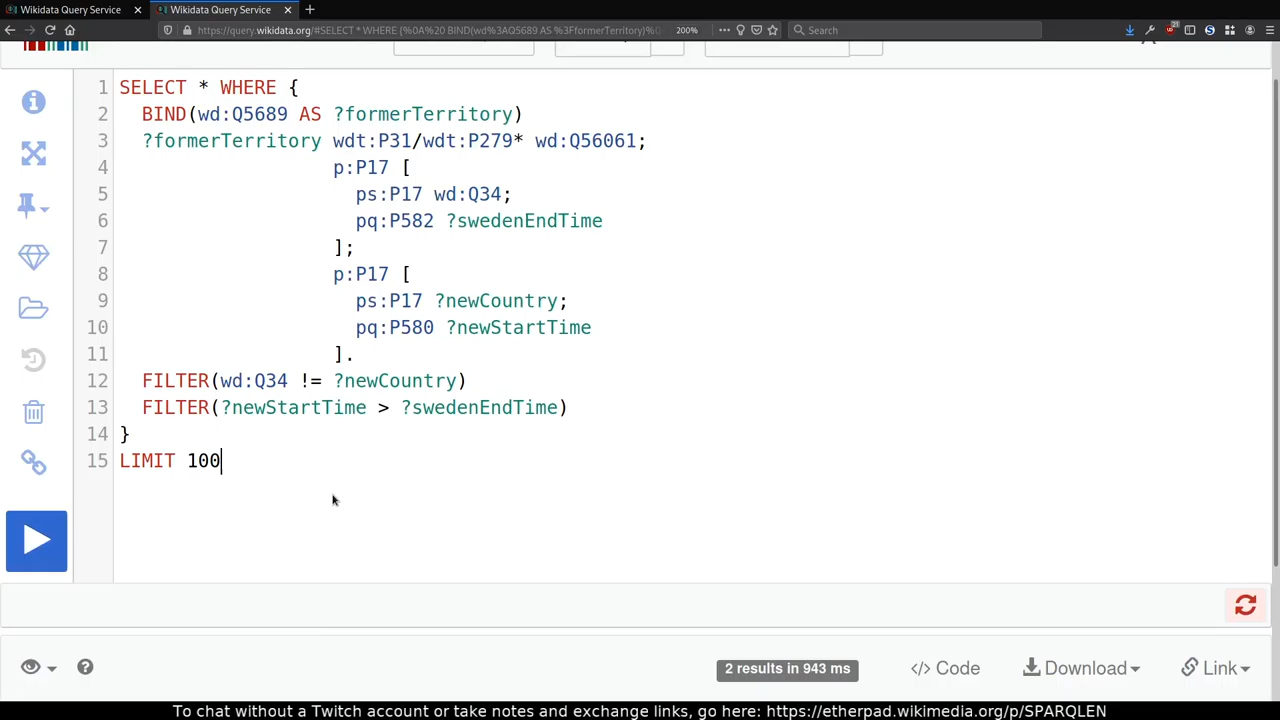 Wikidata Query Service
Wikidata Query Service
https://query.wikidata.org/#SELECT * WHERE {%0A%20 BIND(wd%3AQ5689 AS %3FformerTerritory)%
200%
Search
21
1 SELECT * WHERE {
2 BIND(wd:Q5689 AS ?formerTerritory)
3 ?formerTerritory wdt:P31/wdt:P279* wd:Q56061;
4 p:P17 [
5 ps:P17 wd:Q34;
6 pq:P582 ?swedenEndTime
7 ];
8 p:P17 [
9 ps:P17 ?newCountry;
10 pq:P580 ?newStartTime
11 ].
12 FILTER(wd:Q34 != ?newCountry)
13 FILTER(?newStartTime > ?swedenEndTime)
14 }
15 LIMIT 100
2 results in 943 ms
</> Code
Download
Link
To chat without a Twitch account or take notes and exchange links, go here: https://etherpad.wikimedia.org/p/SPARQLEN